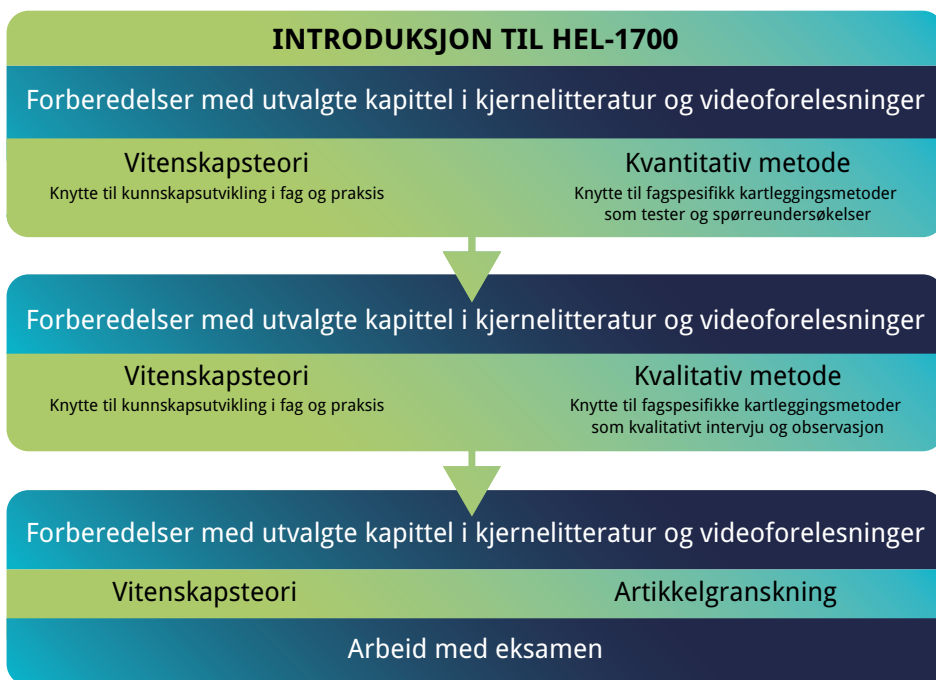 INTRODUKSJON TIL HEL-1700
Forberedelser med utvalgte kapittel i kjernelitteratur og videoforelesninger
Vitenskapsteori
Knytte til kunnskapsutvikling i fag og praksis
Kvantitativ metode
Knytte til fagspesifikk kartleggingsmetoder
som tester og spørreundersøkelser
Forberedelser med utvalgte kapittel i kjernelitteratur og videoforelesninger
Vitenskapsteori
Knytte til kunnskapsutvikling i fag og praksis
Kvalitativ metode
Knytte til fagspesifikke kartleggingsmetoder
som kvalitativt intervju og observasjon
Forberedelser med utvalgte kapittel i kjernelitteratur og videoforelesninger
Vitenskapsteori
Artikkelgranskning
Arbeid med eksamen